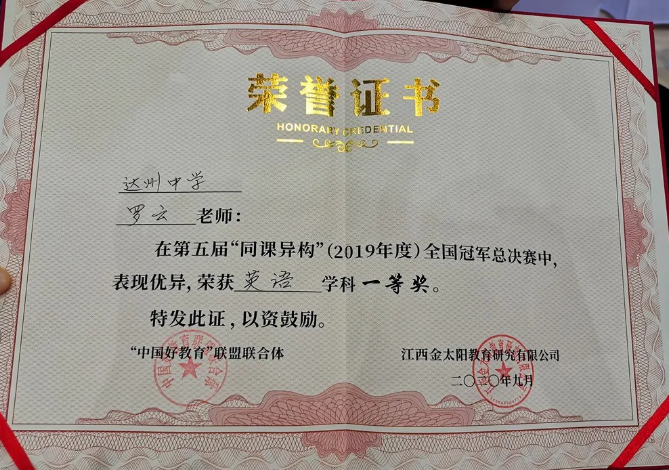 荣誉证书
HONORARY CREDENTIAL
达州中学
罗云老师：
在第五届“同课异构”（2019年度）全国冠军总决赛中，
表现优异，荣获英语学科一等奖。
特发此证，以资鼓励。
“中国好教育”联盟联合体
江西金太阳教育研究有限公司
二〇二〇年九月